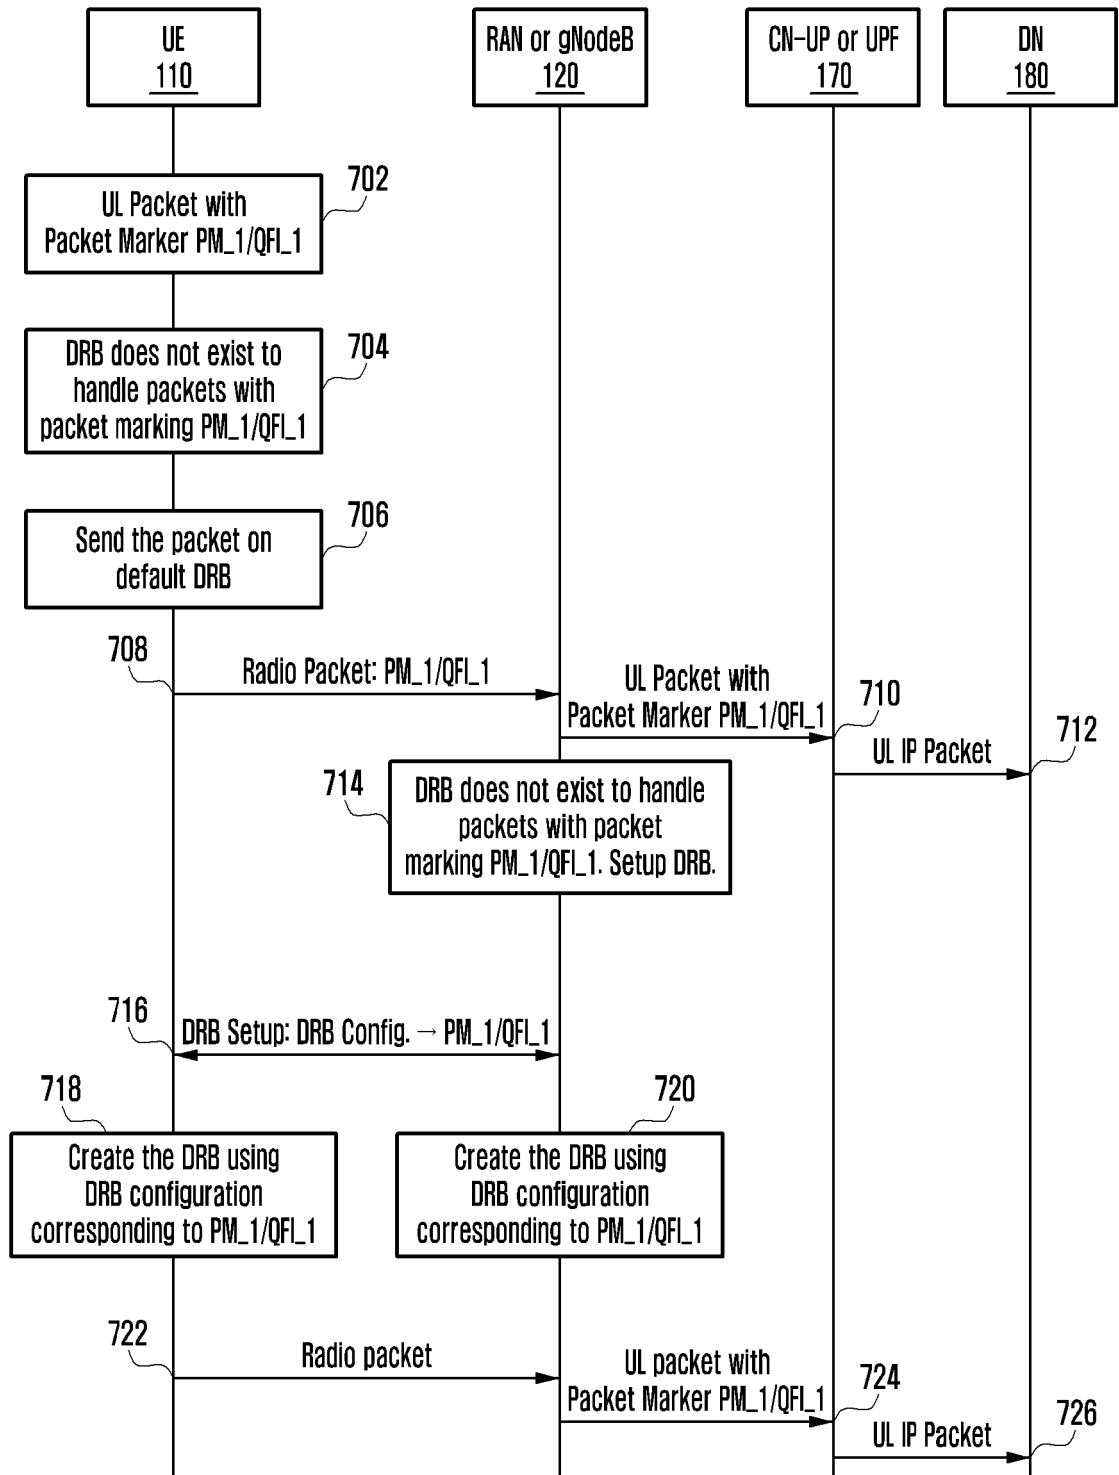 UE
110
RAN or gNodeB
120
CN-UP or UPF
170
DN
180
702
UL Packet with
Packet Marker PM_1/QFI_1
704
DRB does not exist to
handle packets with
packet marking PM_1/QFI_1
706
Send the packet on
default DRB
708
Radio Packet: PM_1/QFI_1
UL Packet with
Packet Marker PM_1/QFI_1
710
UL IP Packet
712
714
DRB does not exist to handle
packets with packet
marking PM_1/QFI_1. Setup DRB.
716
DRB Setup: DRB Config. → PM_1/QFI_1
718
Create the DRB using
DRB configuration
corresponding to PM_1/QFI_1
720
Create the DRB using
DRB configuration
corresponding to PM_1/QFI_1
722
Radio packet
UL packet with
Packet Marker PM_1/QFI_1
724
UL IP Packet
726